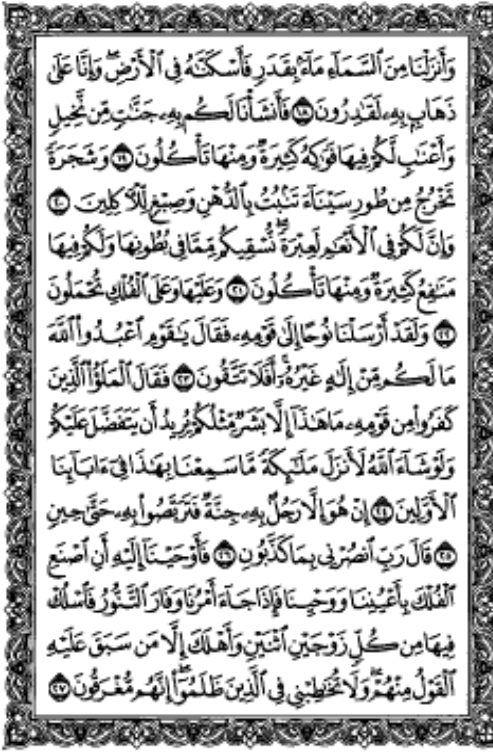 وَأَنزَلْنَا مِنَ ٱلسَّمَآءِ مَآءًۢ بِقَدَرٍ فَأَسْكَنَّٰهُ فِى ٱلْأَرْضِ ۖ وَإِنَّا عَلَىٰ
ذَهَابٍۭ بِهِۦ لَقَٰدِرُونَ ١٨ فَأَنشَأْنَا لَكُم بِهِۦ جَنَّٰتٍ مِّن نَّخِيلٍ
وَأَعْنَٰبٍ لَّكُمْ فِيهَا فَوَٰكِهُ كَثِيرَةٌ وَمِنْهَا تَأْكُلُونَ ١٩ وَشَجَرَةً
تَخْرُجُ مِن طُورِ سَيْنَآءَ تَنۢبُتُ بِٱلدُّهْنِ وَصِبْغٍ لِّلْـَٔاكِلِينَ ٢٠
وَإِنَّ لَكُمْ فِى ٱلْأَنْعَٰمِ لَعِبْرَةً ۖ نُّسْقِيكُم مِّمَّا فِى بُطُونِهَا وَلَكُمْ فِيهَا
مَنَٰفِعُ كَثِيرَةٌ وَمِنْهَا تَأْكُلُونَ ٢١ وَعَلَيْهَا وَعَلَى ٱلْفُلْكِ تُحْمَلُونَ
٢٢ وَلَقَدْ أَرْسَلْنَا نُوحًا إِلَىٰ قَوْمِهِۦ فَقَالَ يَٰقَوْمِ ٱعْبُدُوا۟ ٱللَّهَ
مَا لَكُم مِّنْ إِلَٰهٍ غَيْرُهُۥٓ ۖ أَفَلَا تَتَّقُونَ ٢٣ فَقَالَ ٱلْمَلَؤُا۟ ٱلَّذِينَ
كَفَرُوا۟ مِن قَوْمِهِۦ مَا هَٰذَآ إِلَّا بَشَرٌ مِّثْلُكُمْ يُرِيدُ أَن يَتَفَضَّلَ عَلَيْكُمْ
وَلَوْ شَآءَ ٱللَّهُ لَأَنزَلَ مَلَٰٓئِكَةً مَّا سَمِعْنَا بِهَٰذَا فِىٓ ءَابَآئِنَا
ٱلْأَوَّلِينَ ٢٤ إِنْ هُوَ إِلَّا رَجُلٌۢ بِهِۦ جِنَّةٌ فَتَرَبَّصُوا۟ بِهِۦ حَتَّىٰ حِينٍ
٢٥ قَالَ رَبِّ ٱنصُرْنِى بِمَا كَذَّبُونِ ٢٦ فَأَوْحَيْنَآ إِلَيْهِ أَنِ ٱصْنَعِ
ٱلْفُلْكَ بِأَعْيُنِنَا وَوَحْيِنَا فَإِذَا جَآءَ أَمْرُنَا وَفَارَ ٱلتَّنُّورُ ۙ فَٱسْلُكْ
فِيهَا مِن كُلٍّ زَوْجَيْنِ ٱثْنَيْنِ وَأَهْلَكَ إِلَّا مَن سَبَقَ عَلَيْهِ
ٱلْقَوْلُ مِنْهُمْ ۖ وَلَا تُخَٰطِبْنِى فِى ٱلَّذِينَ ظَلَمُوٓا۟ ۖ إِنَّهُم مُّغْرَقُونَ ٢٧